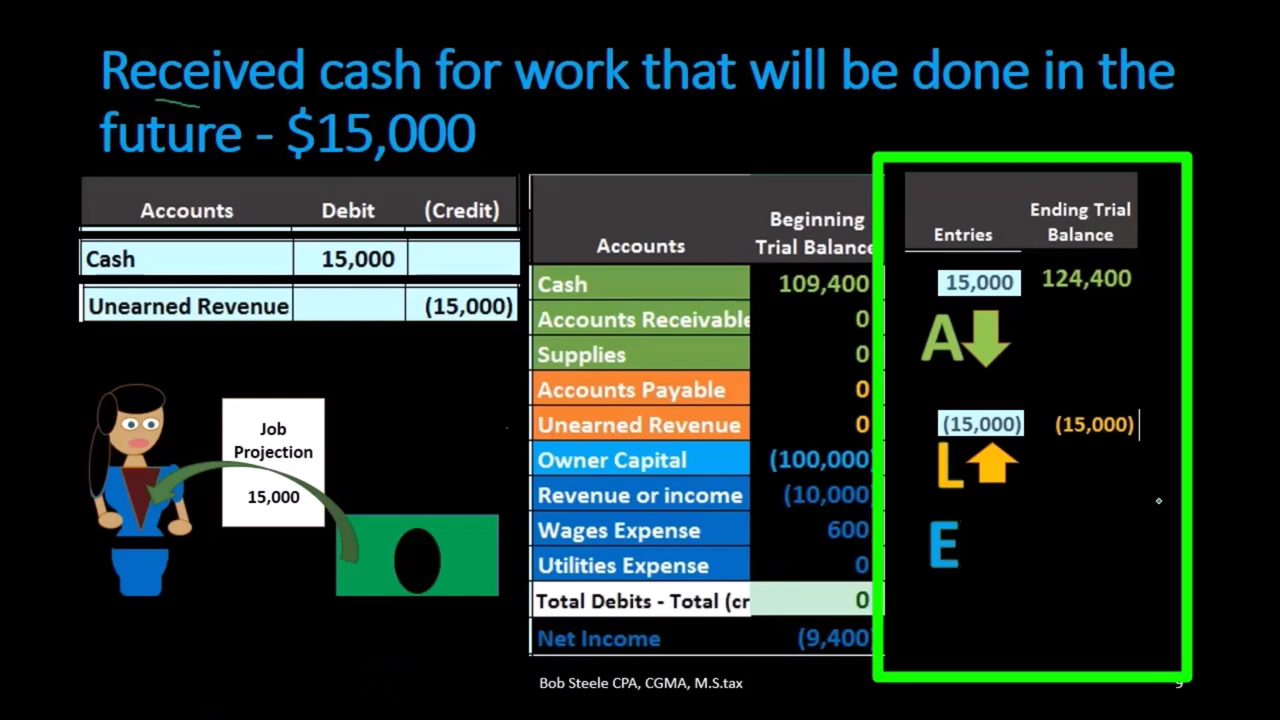 Received cash for work that will be done in the
future - $15,000
Accounts Debit (Credit)
Cash 15,000
Unearned Revenue (15,000)
Job
Projection
15,000
Accounts Beginning Trial Balance Entries Ending Trial Balance
Cash 109,400 15,000 124,400
Accounts Receivable 0
Supplies 0
Accounts Payable 0
Unearned Revenue 0 (15,000) (15,000)
Owner Capital (100,000)
Revenue or income (10,000)
Wages Expense 600
Utilities Expense 0
Total Debits - Total (cr 0
Net Income (9,400)
A
L
E
Bob Steele CPA, CGMA, M.S.tax
9